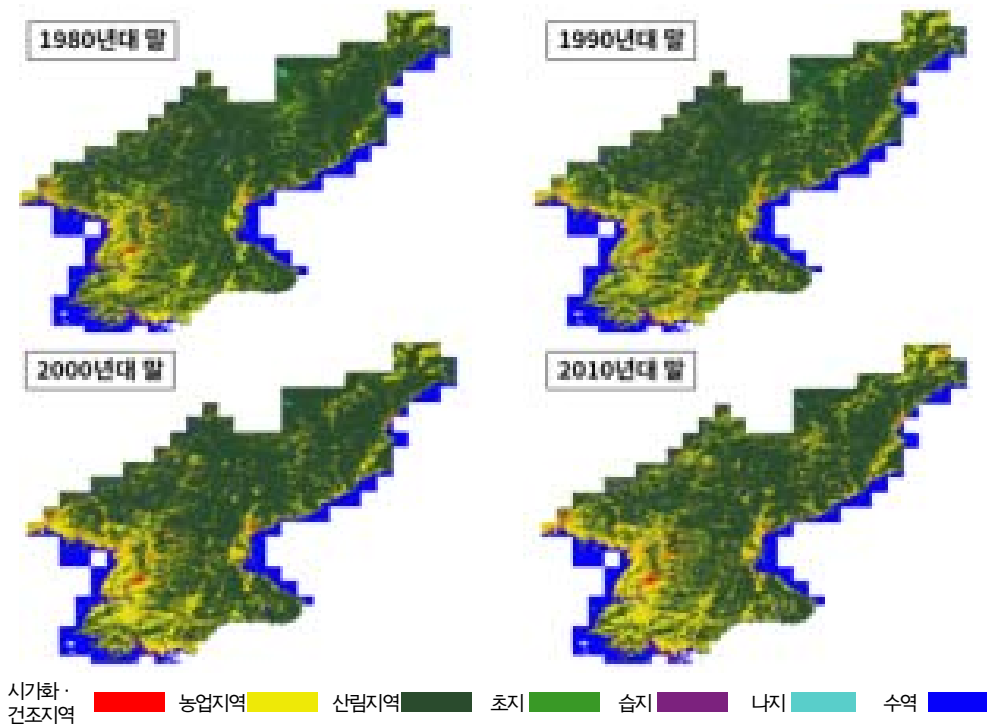 1980년대 말
1990년대 말
2000년대 말
2010년대 말
시가화 ·
건조지역
농업지역
산림지역
초지
습지
나지
수역